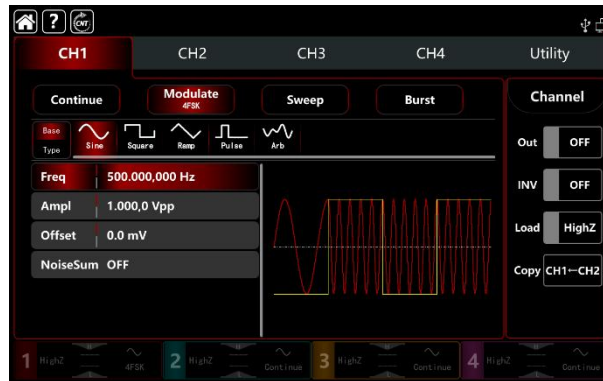 ? CNT
CH1 CH2 CH3 CH4 Utility
Continue Modulate Sweep Burst Channel
4FSK
Base Type Sine Square Ramp Pulse Arb
Out OFF
Freq 500.000,000 Hz
INV OFF
Ampl 1.000,0 Vpp
Offset 0.0 mV
Load HighZ
NoiseSum OFF
Copy CH1←CH2
1 HighZ 4FSK 2 HighZ Continue 3 HighZ Continue 4 HighZ Continue